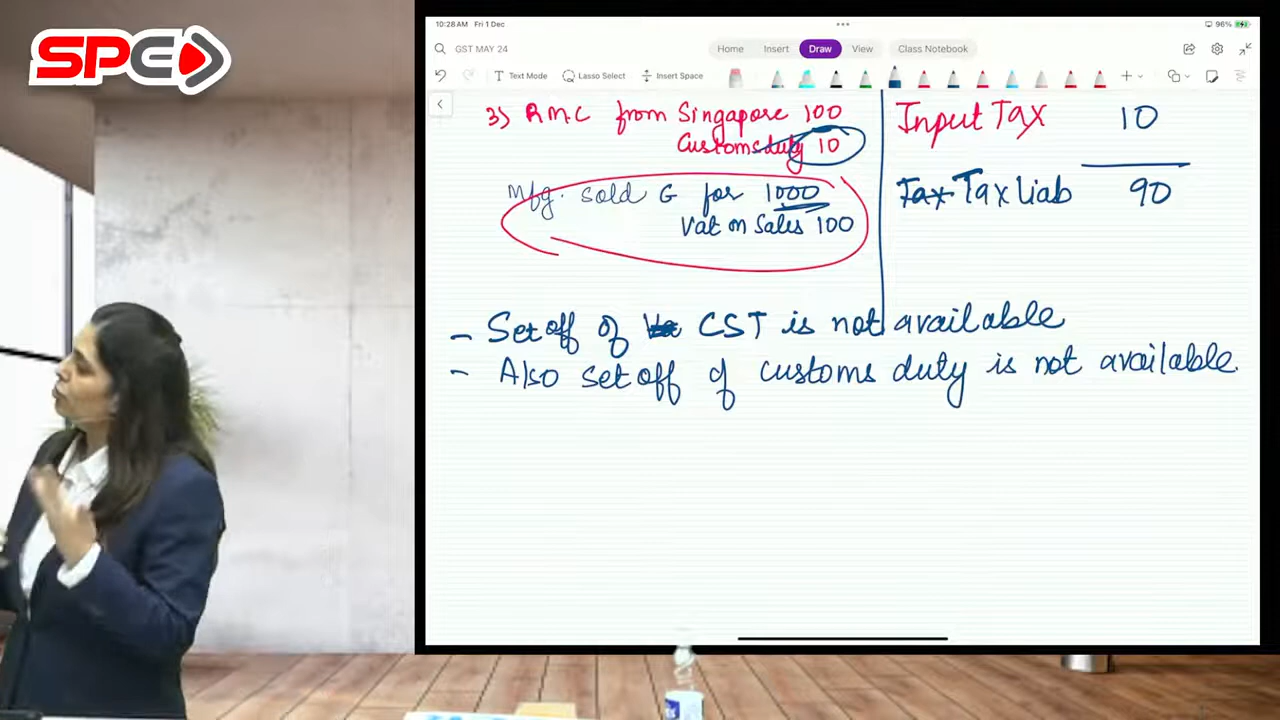 SPED
10:28 AM Fri 1 Dec
96%
GST MAY 24
Home Insert Draw View Class Notebook
Text Mode Lasso Select Insert Space
3) RMC from Singapore 100
Customs duty 10
Mfg. sold G for 1000
Vat on Sales 100
Input Tax 10
Tax Tax Liab 90
- Set off of CST is not available
- Also set off of customs duty is not available.